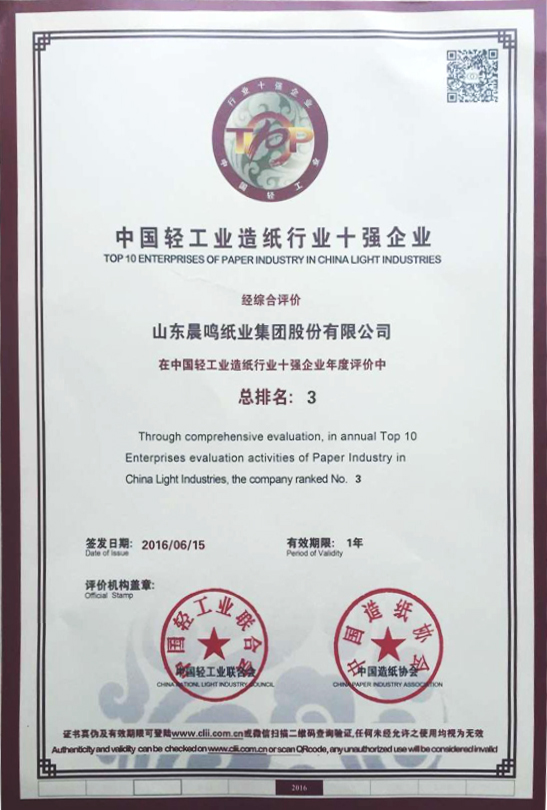 行业十强企业
TOP
中国轻工业
中国轻工业造纸行业十强企业
TOP 10 ENTERPRISES OF PAPER INDUSTRY IN CHINA LIGHT INDUSTRIES
经综合评价
山东晨鸣纸业集团股份有限公司
在中国轻工业造纸行业十强企业年度评价中
总排名: 3
Through comprehensive evaluation, in annual Top 10
Enterprises evaluation activities of Paper Industry in
China Light Industries, the company ranked No. 3
签发日期: 2016/06/15 有效期限: 1年
Date of Issue Period of Validity
评价机构盖章:
Official Stamp
中国轻工业联合会 中国造纸协会
中国轻工业联合会 中国造纸协会
CHINA NATIONL LIGHT INDUSTRY COUNCIL CHINA PAPER INDUSTRY ASSOCIATION
证书真伪及有效期限可登陆www.clii.com.cn或微信扫描二维码查询验证,任何未经允许之使用均视为无效
Authenticity and validity can be checked on www.clii.com.cn or scan QRcode, any unauthorized use will be considered invalid
2016